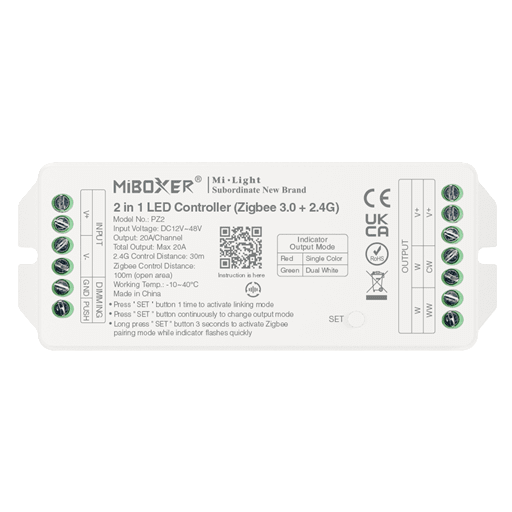 MiBOXER®
Mi·Light
Subordinate New Brand
2 in 1 LED Controller (Zigbee 3.0 + 2.4G)
Model No.: PZ2
Input Voltage: DC12V~48V
Output: 20A/Channel
Total Output: Max 20A
2.4G Control Distance: 30m
Zigbee Control Distance:
100m (open area)
Working Temp.: -10~40°C
Made in China
Instruction
Indicator
Output Mode
Red Single Color
Green Dual White
• Press " SET " button 1 time to activate linking mode
• Press " SET " button continuously to change output mode
• Long press " SET " button 3 seconds to activate Zigbee
pairing mode while indicator flashes quickly
SET
CE
UK
CA
RoHS
INPUT
V+
V-
DIMMING
GND
PUSH
OUTPUT
V+
V+
W
CW
W
WW